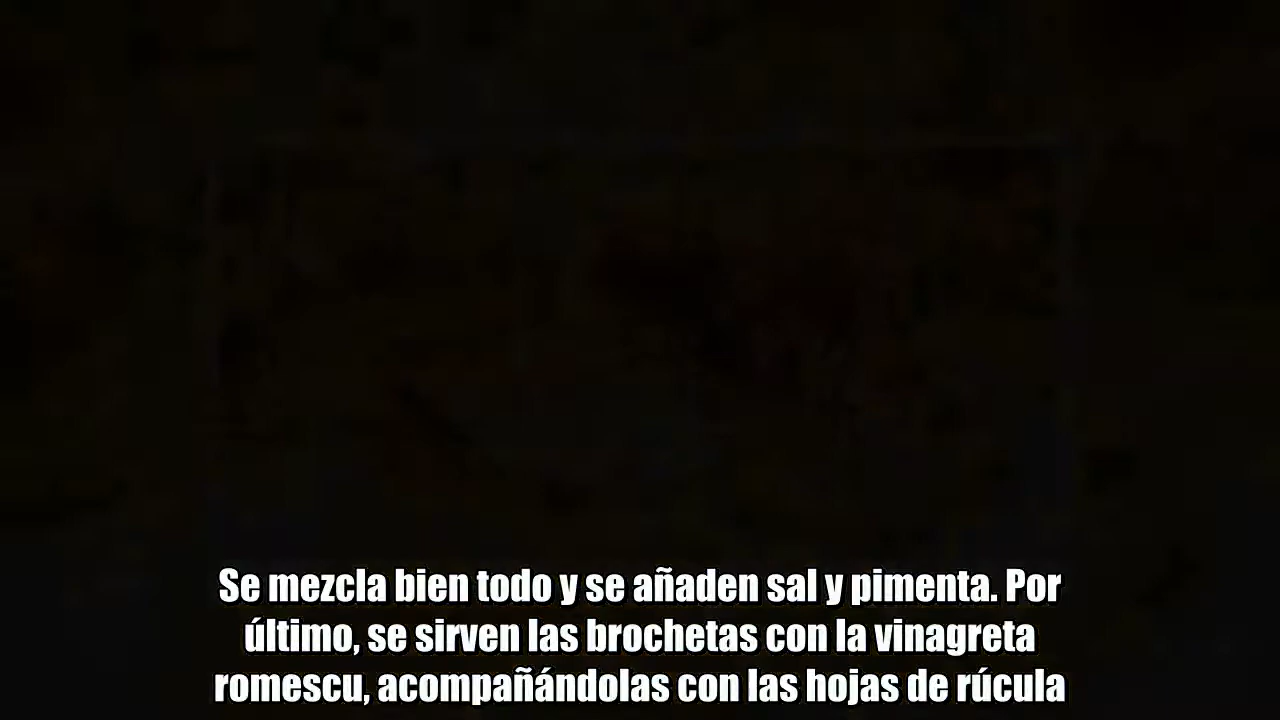 Se mezcla bien todo y se añaden sal y pimenta. Por
último, se sirven las brochetas con la vinagreta
romescu, acompañándolas con las hojas de rúcula